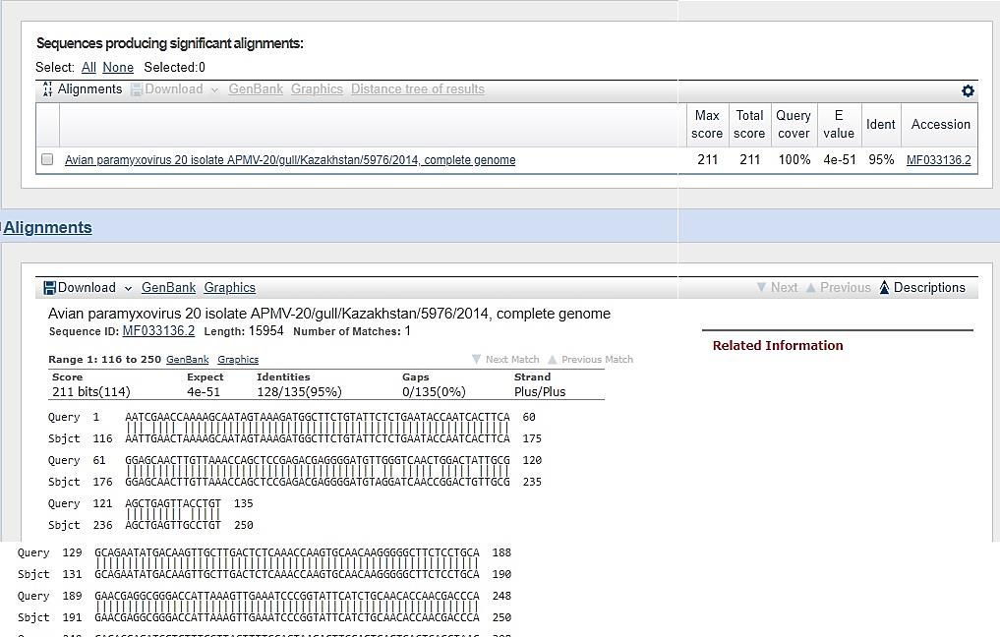 Sequences producing significant alignments:
Select: All None Selected:0
Alignments Download GenBank Graphics Distance tree of results
Max score Total score Query cover E value Ident Accession
Avian paramyxovirus 20 isolate APMV-20/gull/Kazakhstan/5976/2014, complete genome 211 211 100% 4e-51 95% MF033136.2
Alignments
Download GenBank Graphics Next Previous Descriptions
Avian paramyxovirus 20 isolate APMV-20/gull/Kazakhstan/5976/2014, complete genome
Sequence ID: MF033136.2 Length: 15954 Number of Matches: 1
Related Information
Range 1: 116 to 250 GenBank Graphics Next Match Previous Match
Score Expect Identities Gaps Strand
211 bits(114) 4e-51 128/135(95%) 0/135(0%) Plus/Plus
Query 1 AATCGAACCAAAAGCAATAGTAAAGATGGCTTCTGTATTCTCTGAATACCAATCACTTCA 60
Sbjct 116 AATTGAACTAAAAGCAATAGTAAAGATGGCTTCTGTATTCTCTGAATACCAATCACTTCA 175
Query 61 GGAGCAACTTGTTAAACCAGCTCCGAGACGAGGGGATGTTGGGTCAACTGGACTATTGCG 120
Sbjct 176 GGAGCAACTTGTTAAACCAGCTCCGAGACGAGGGGATGTAGGATCAACCGGACTGTTGCG 235
Query 121 AGCTGAGTTACCTGT 135
Sbjct 236 AGCTGAGTTGCCTGT 250
Query 129 GCAGAATATGACAAGTTGCTTGACTCTCAAACCAAGTGCAACAAGGGGGCTTCTCCTGCA 188
Sbjct 131 GCAGAATATGACAAGTTGCTTGACTCTCAAACCAAGTGCAACAAGGGGGCTTCTCCTGCA 190
Query 189 GAACGAGGCGGGACCATTAAAGTTGAAATCCCGGTATTCATCTGCAACACCAACGACCCA 248
Sbjct 191 GAACGAGGCGGGACCATTAAAGTTGAAATCCCGGTATTCATCTGCAACACCAACGACCCA 250